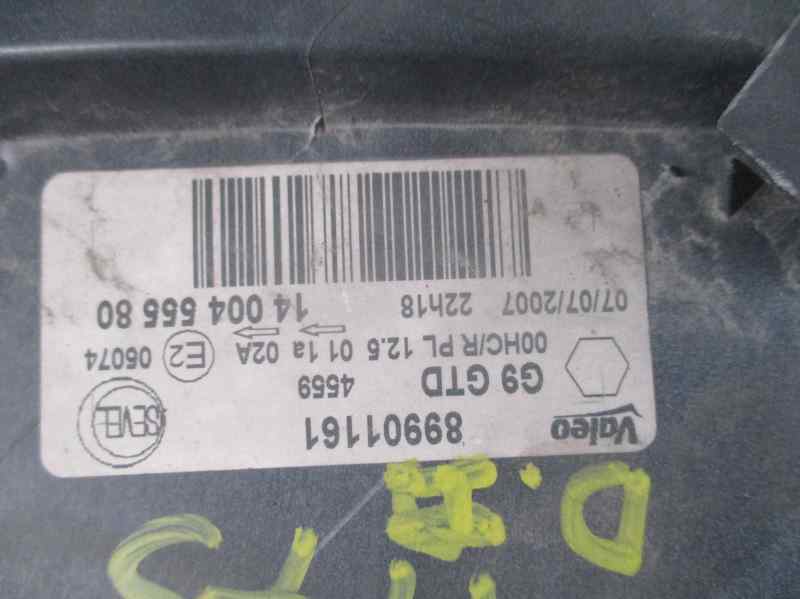 Valeo 89901161 SEVEL
G9 GTD 4559
00HC/R PL 12.5 01 1a 02A E2 05074
07/07/2007 22h18 14 004 555 80